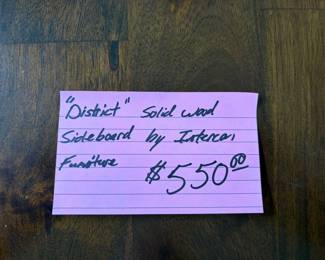 "District" Solid wood
Sideboard by Intercon
Furniture
$550.00